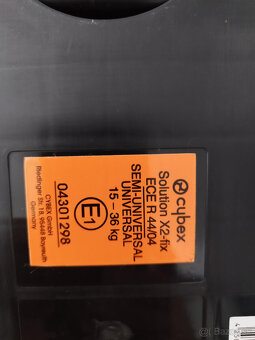 cybex
Solution X2-fix
ECE R 44/04
SEMI-UNIVERSAL
UNIVERSAL
15 - 36 kg
E1
04301298
CYBEX GmbH
Riedinger Str. 18, 95448 Bayreuth
Germany